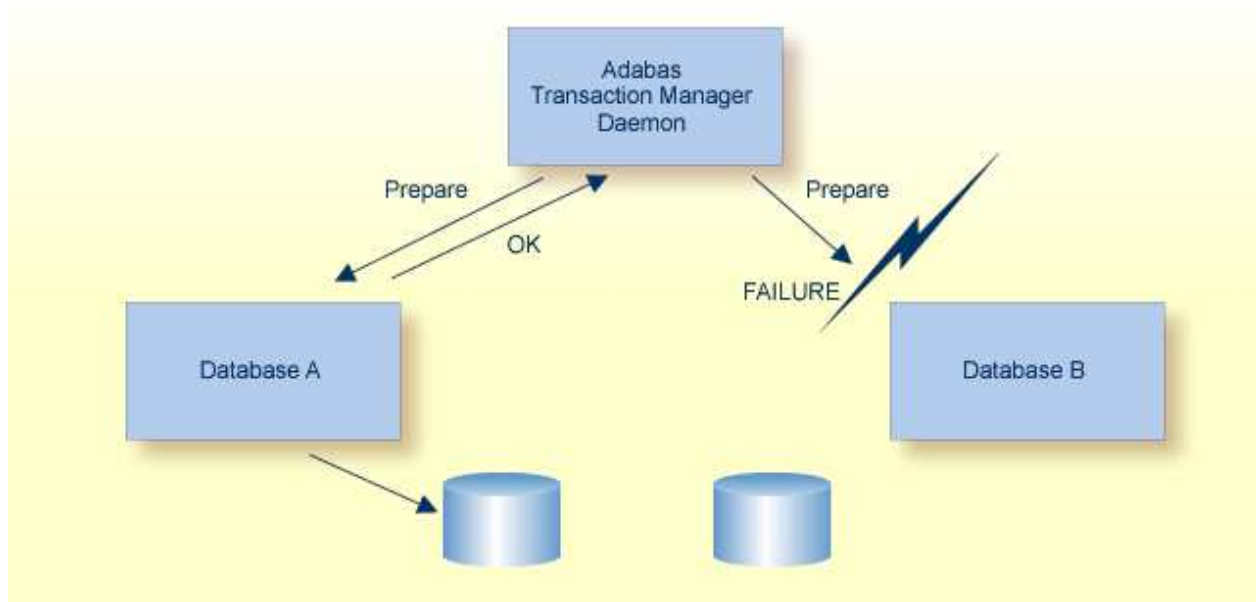 Adabas
Transaction Manager
Daemon
Prepare
Prepare
OK
FAILURE
Database A
Database B